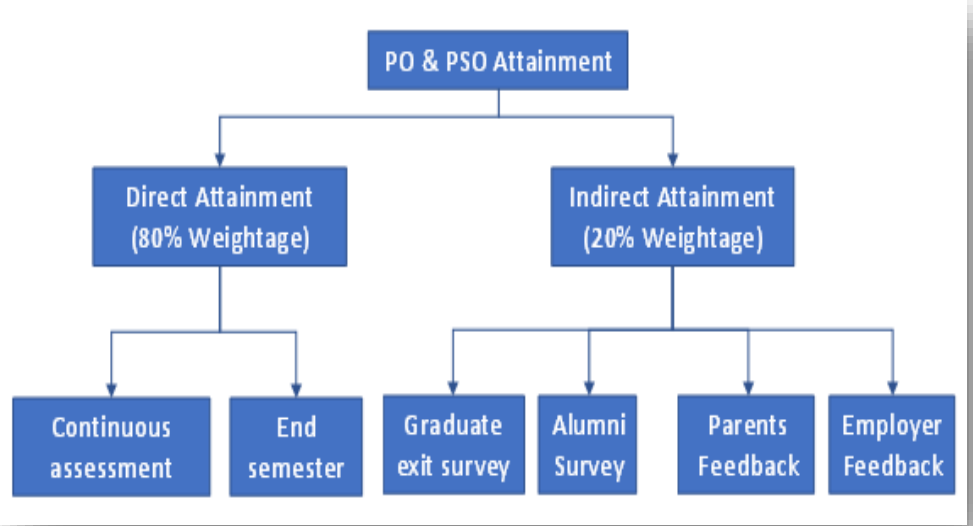 PO & PSO Attainment
Direct Attainment
(80% Weightage)
Indirect Attainment
(20% Weightage)
Continuous
assessment
End
semester
Graduate
exit survey
Alumni
Survey
Parents
Feedback
Employer
Feedback